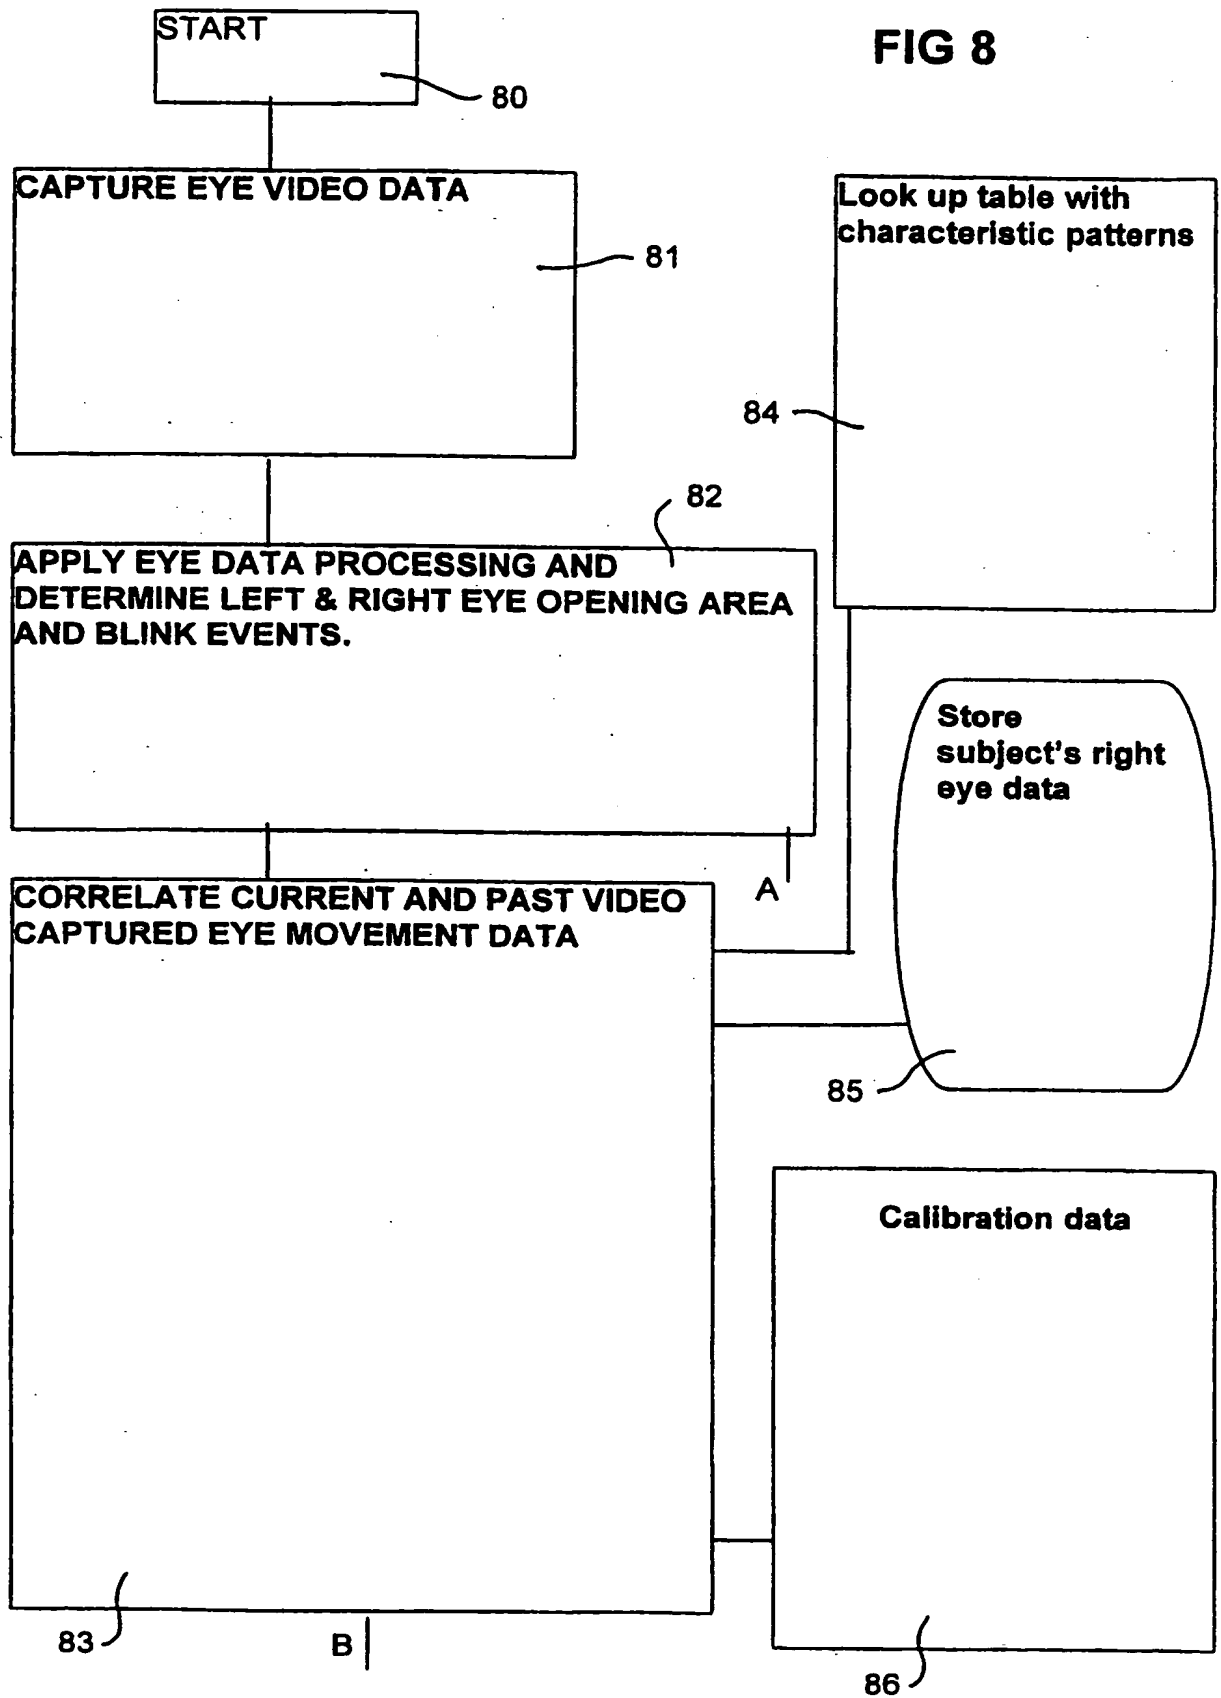 START
FIG 8
80
CAPTURE EYE VIDEO DATA
81
Look up table with
characteristic patterns
84
82
APPLY EYE DATA PROCESSING AND
DETERMINE LEFT & RIGHT EYE OPENING AREA
AND BLINK EVENTS.
Store
subject's right
eye data
A
CORRELATE CURRENT AND PAST VIDEO
CAPTURED EYE MOVEMENT DATA
85
Calibration data
83
B
86